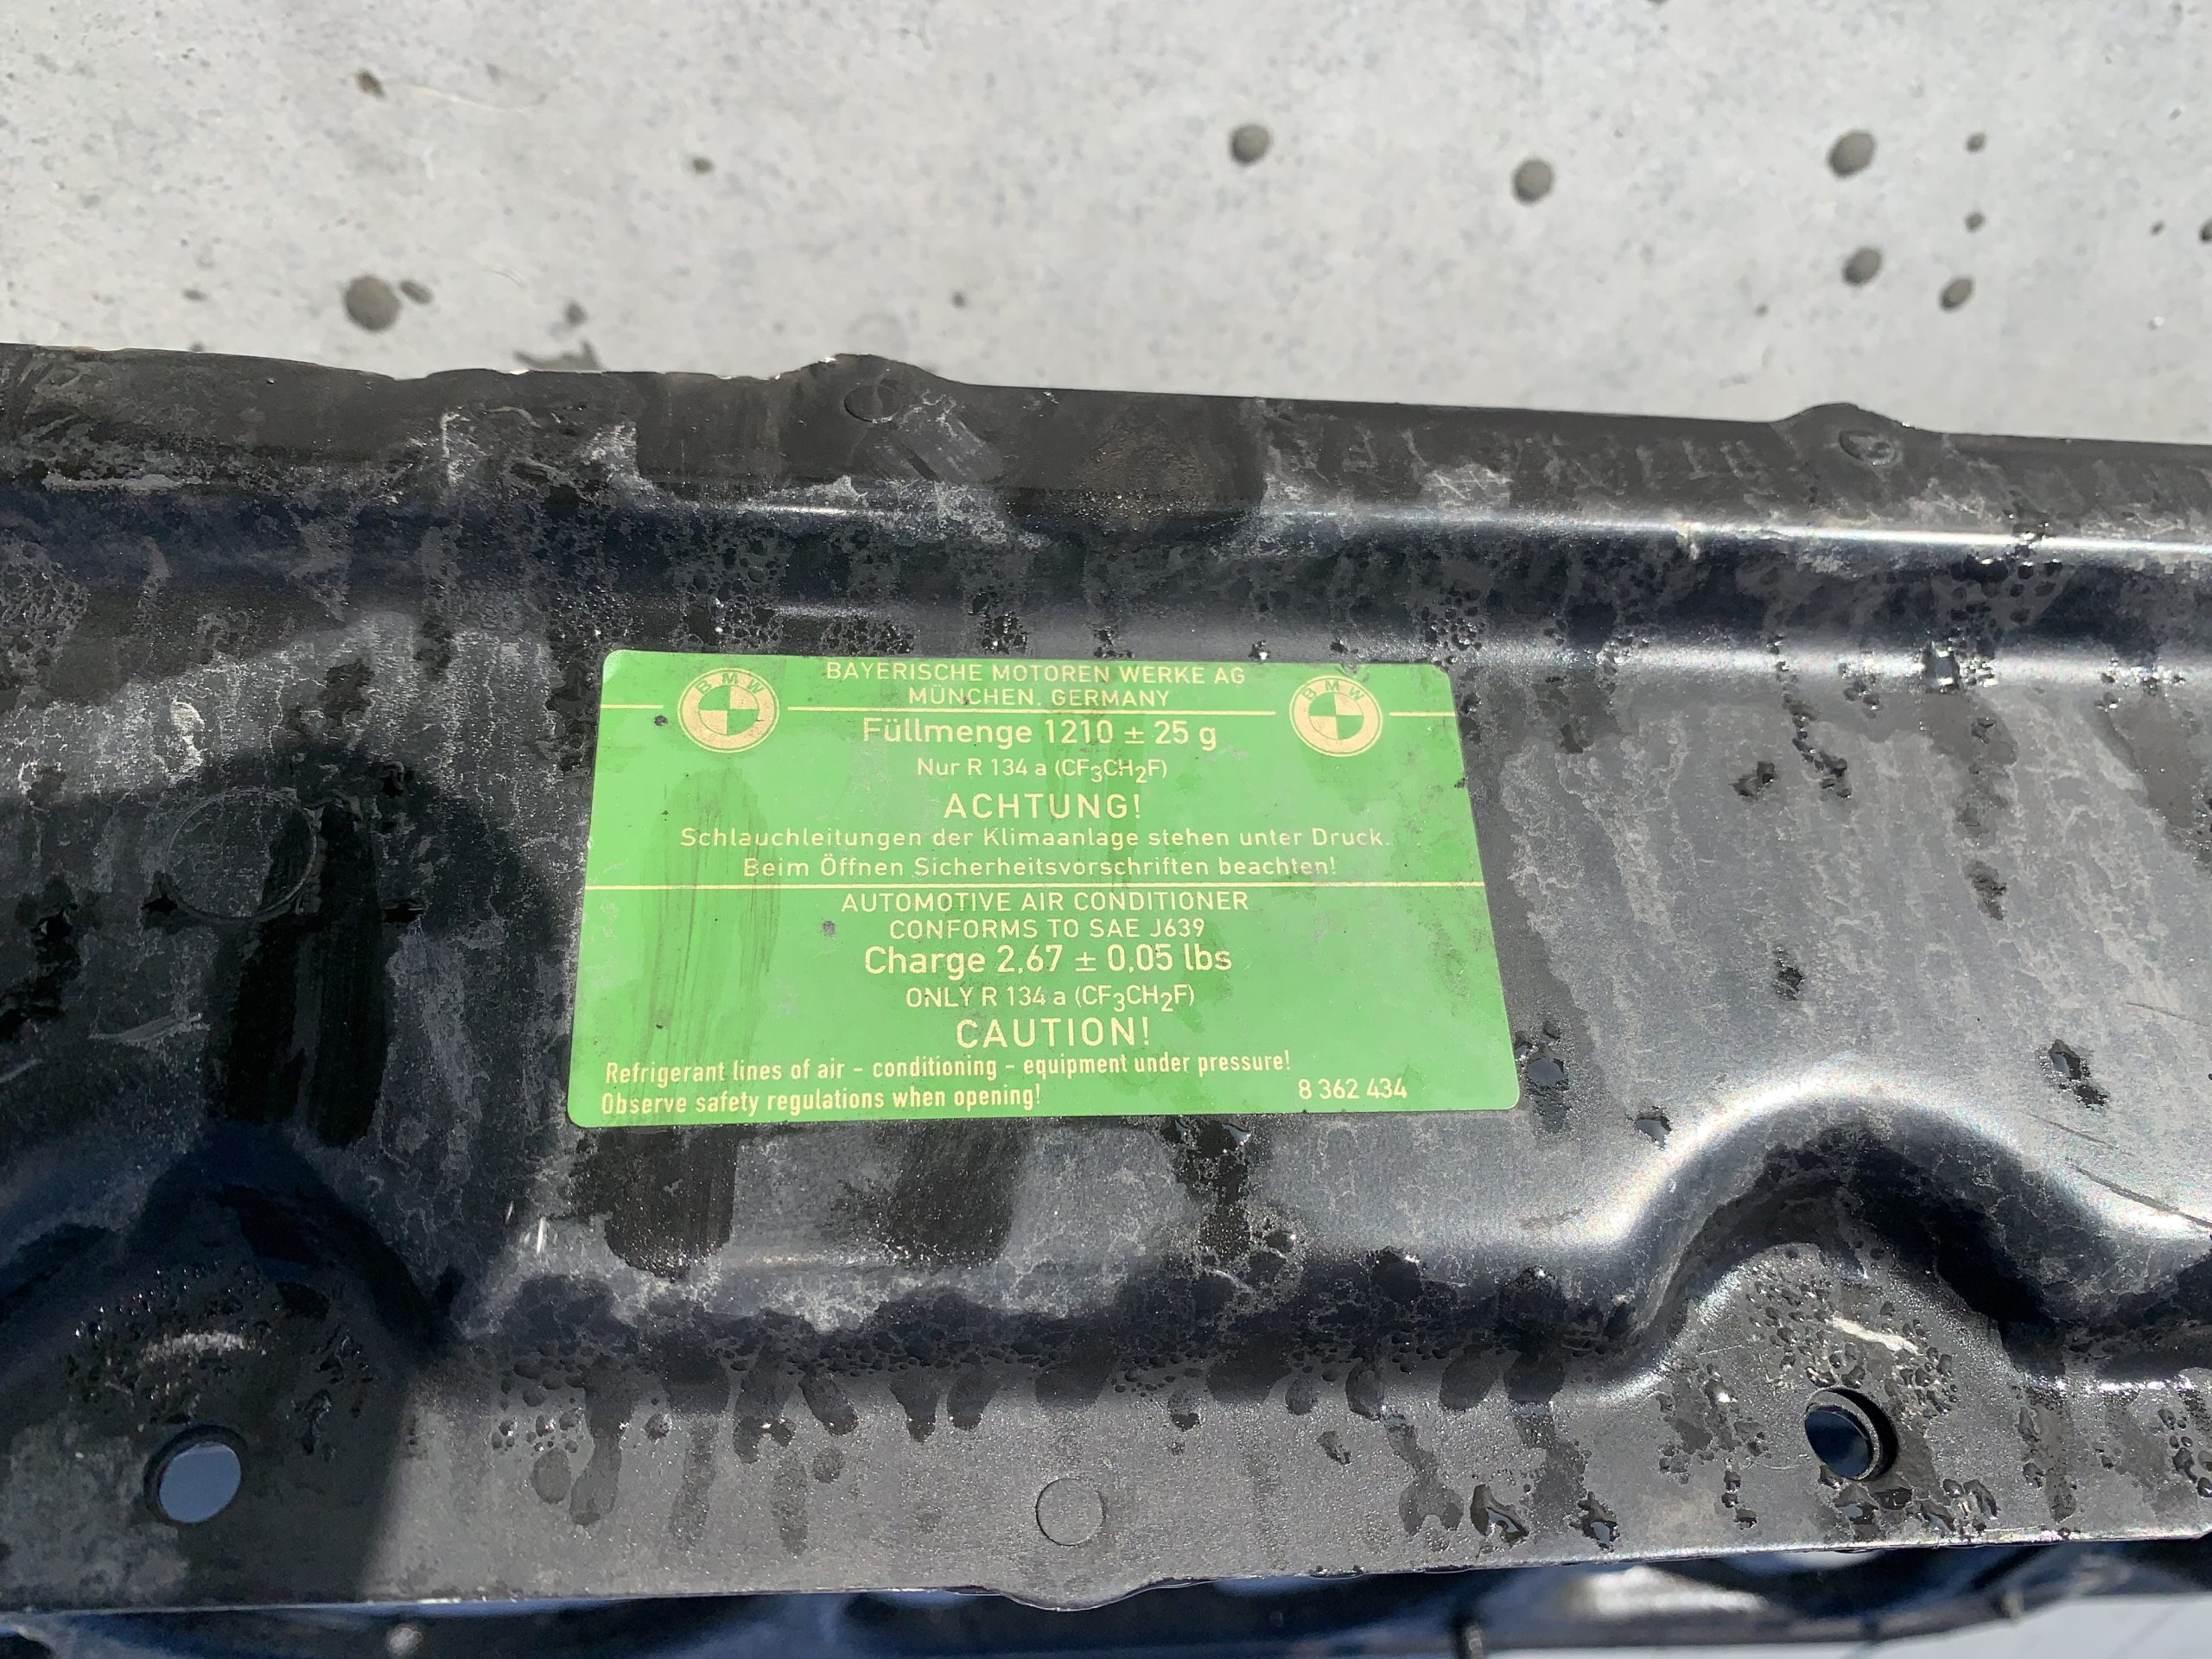 BAYERISCHE MOTOREN WERKE AG
MÜNCHEN. GERMANY
BMW
BMW
Füllmenge 1210 ± 25 g
Nur R 134 a (CF₃CH₂F)
ACHTUNG!
Schlauchleitungen der Klimaanlage stehen unter Druck.
Beim Öffnen Sicherheitsvorschriften beachten!
AUTOMOTIVE AIR CONDITIONER
CONFORMS TO SAE J639
Charge 2,67 ± 0,05 lbs
ONLY R 134 a (CF₃CH₂F)
CAUTION!
Refrigerant lines of air - conditioning - equipment under pressure!
Observe safety regulations when opening!
8 362 434